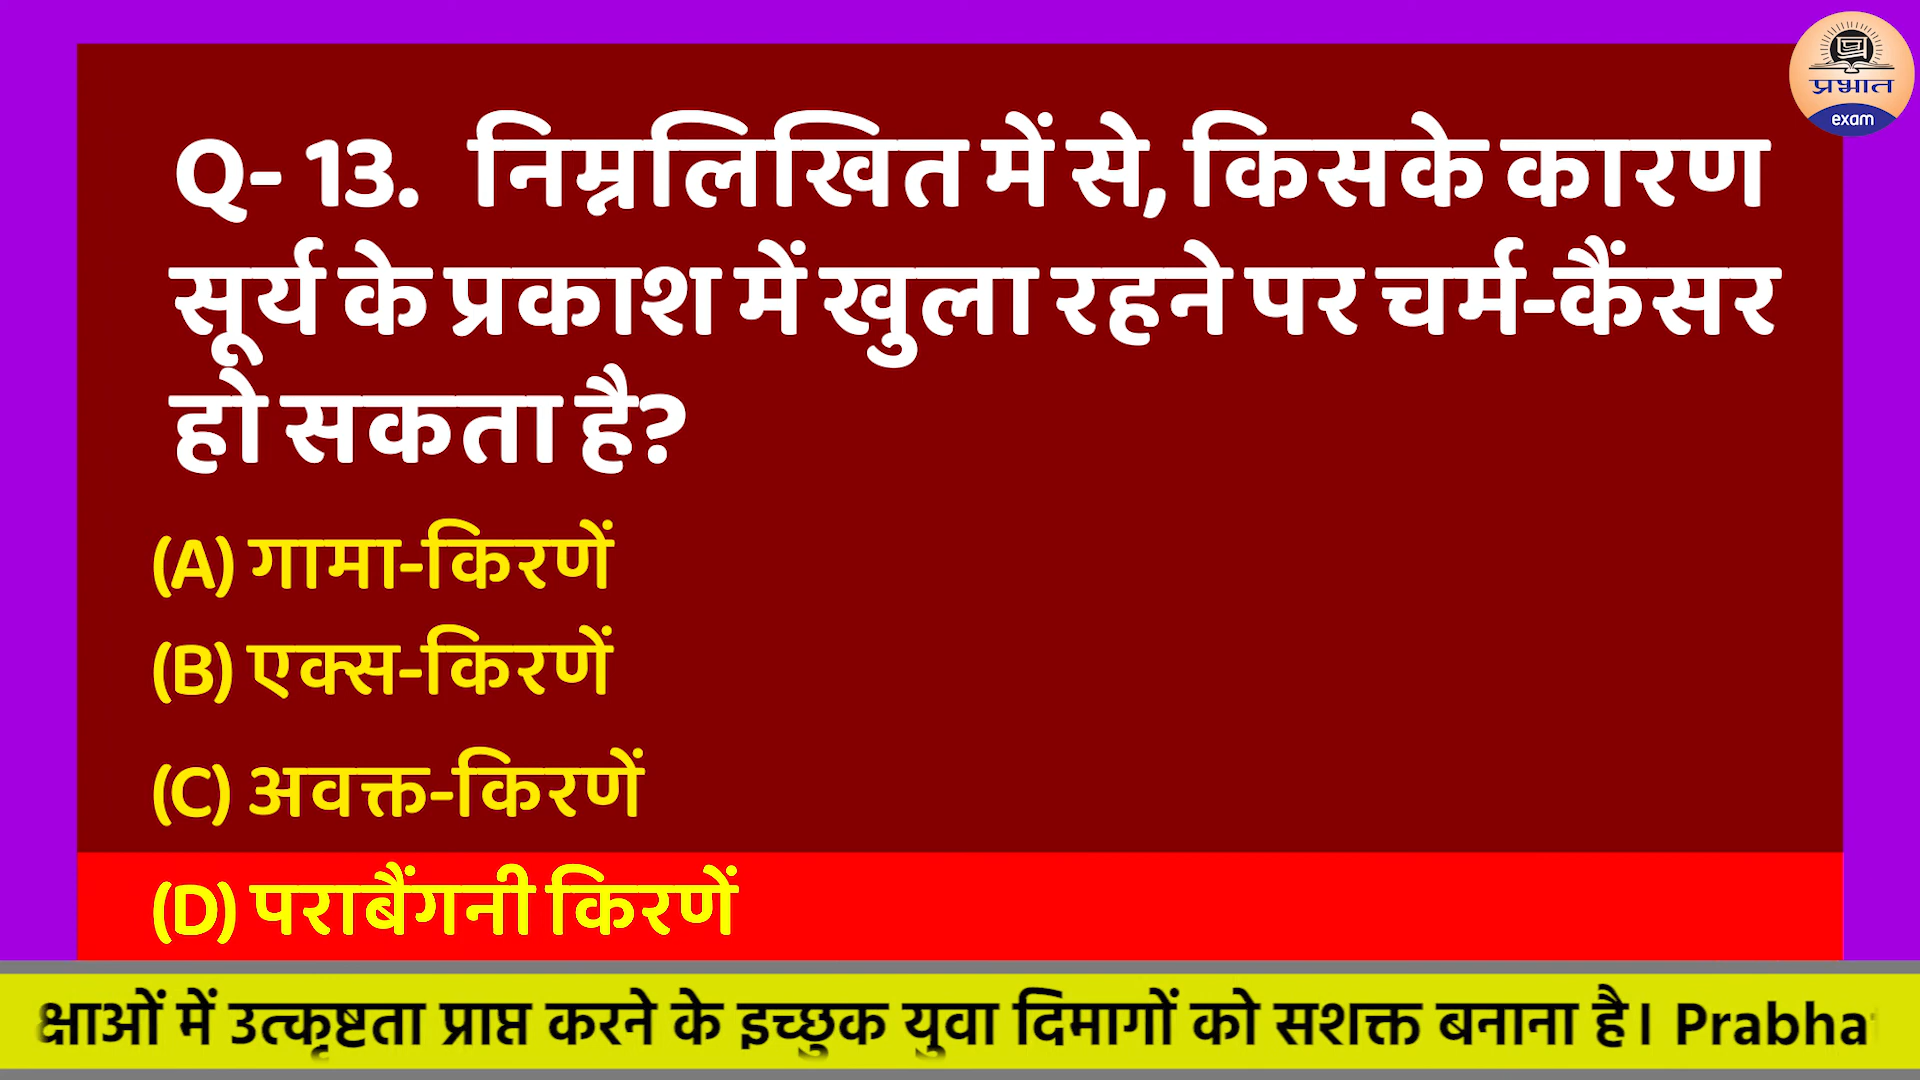 प्रभात
exam
Q- 13. निम्नलिखित में से, किसके कारण
सूर्य के प्रकाश में खुला रहने पर चर्म-कैंसर
हो सकता है?
(A) गामा-किरणें
(B) एक्स-किरणें
(C) अवक्त-किरणें
(D) पराबैंगनी किरणें
क्षाओं में उत्कृष्टता प्राप्त करने के इच्छुक युवा दिमागों को सशक्त बनाना है। Prabha